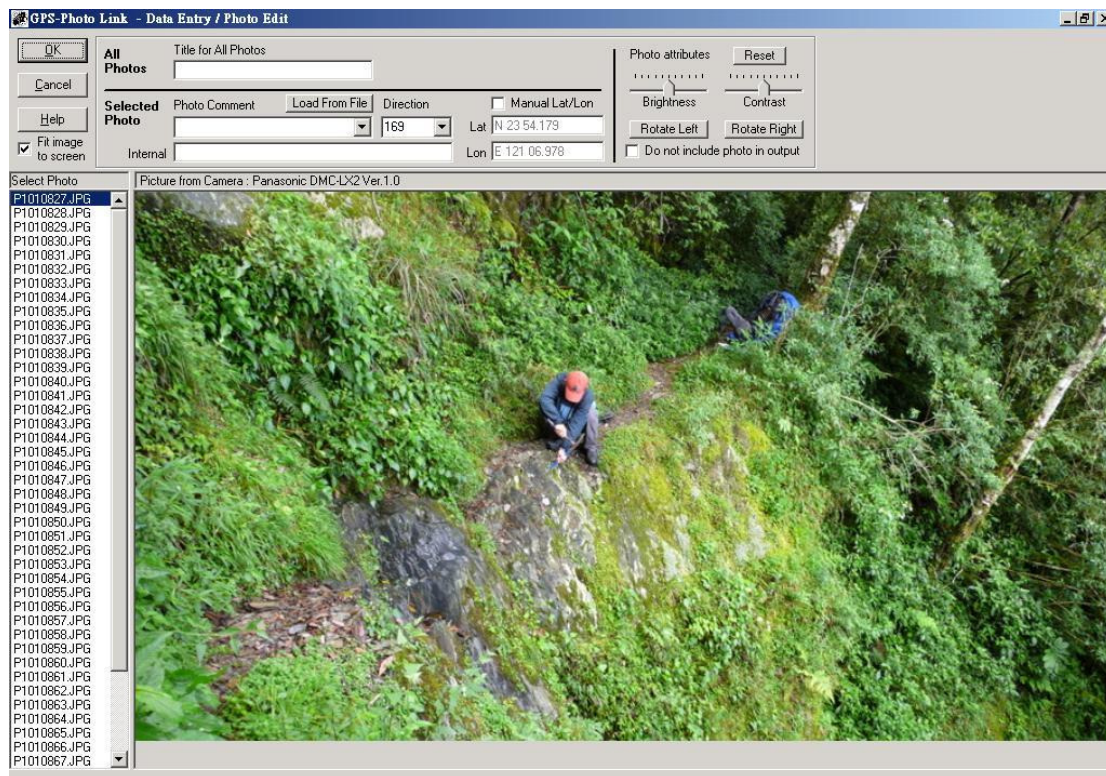 GPS-Photo Link - Data Entry / Photo Edit
OK
Cancel
Help
Fit image
to screen
All
Photos
Title for All Photos
Selected
Photo
Photo Comment
Load From File
Direction
169
Manual Lat/Lon
Lat
N 23 54.179
Internal
Lon
E 121 06.978
Photo attributes
Reset
Brightness
Contrast
Rotate Left
Rotate Right
Do not include photo in output
Select Photo
Picture from Camera : Panasonic DMC-LX2 Ver.1.0
P1010827.JPG
P1010828.JPG
P1010829.JPG
P1010830.JPG
P1010831.JPG
P1010832.JPG
P1010833.JPG
P1010834.JPG
P1010835.JPG
P1010836.JPG
P1010837.JPG
P1010838.JPG
P1010839.JPG
P1010840.JPG
P1010841.JPG
P1010842.JPG
P1010843.JPG
P1010844.JPG
P1010845.JPG
P1010846.JPG
P1010847.JPG
P1010848.JPG
P1010849.JPG
P1010850.JPG
P1010851.JPG
P1010852.JPG
P1010853.JPG
P1010854.JPG
P1010855.JPG
P1010856.JPG
P1010857.JPG
P1010858.JPG
P1010859.JPG
P1010860.JPG
P1010861.JPG
P1010862.JPG
P1010863.JPG
P1010864.JPG
P1010865.JPG
P1010866.JPG
P1010867.JPG